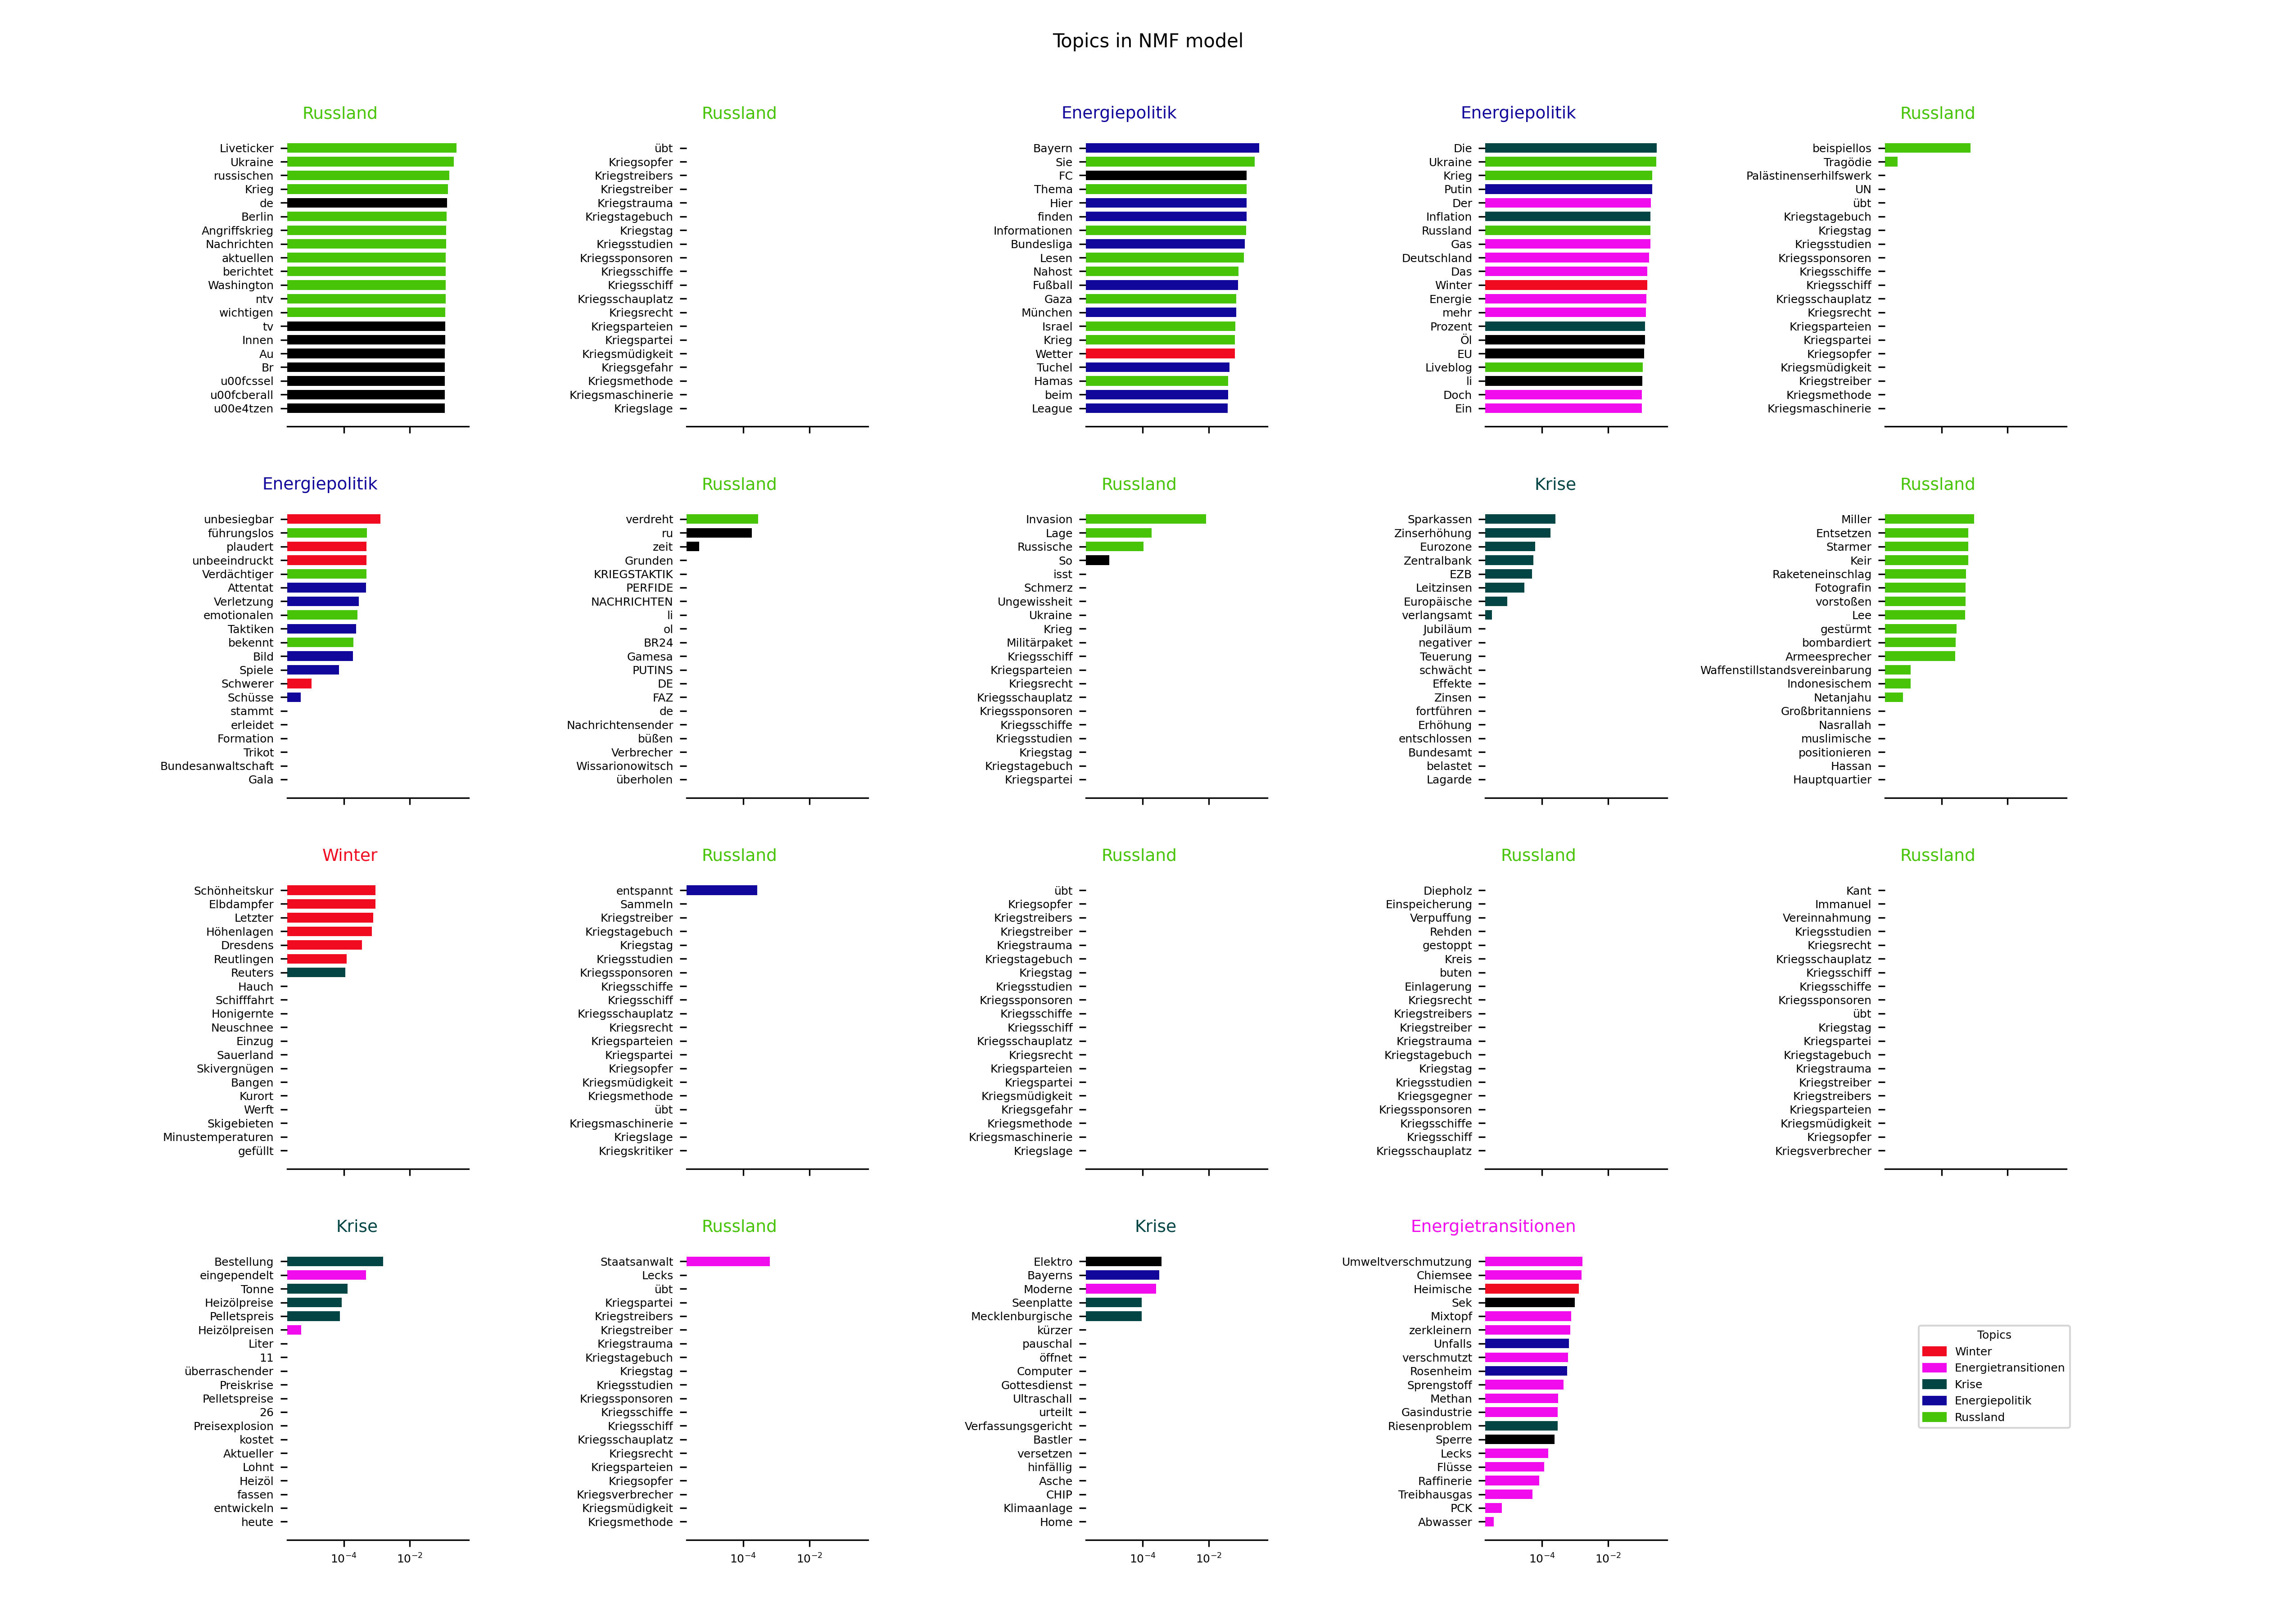 Topics in NMF model
Russland
Liveticker
Ukraine
russischen
Krieg
de
Berlin
Angriffskrieg
Nachrichten
aktuellen
berichtet
Washington
ntv
wichtigen
tv
Innen
Au
Br
u00fcssel
u00fcberall
u00e4tzen
Russland
übt
Kriegsopfer
Kriegstreibers
Kriegstreiber
Kriegstrauma
Kriegstagebuch
Kriegstag
Kriegsstudien
Kriegssponsoren
Kriegsschiffe
Kriegsschiff
Kriegsschauplatz
Kriegsrecht
Kriegsparteien
Kriegspartei
Kriegsmüdigkeit
Kriegsgefahr
Kriegsmethode
Kriegsmaschinerie
Kriegslage
Energiepolitik
Bayern
Sie
FC
Thema
Hier
finden
Informationen
Bundesliga
Lesen
Nahost
Fußball
Gaza
München
Israel
Krieg
Wetter
Tuchel
Hamas
beim
League
Energiepolitik
Die
Ukraine
Krieg
Putin
Der
Inflation
Russland
Gas
Deutschland
Das
Winter
Energie
mehr
Prozent
Öl
EU
Liveblog
li
Doch
Ein
Russland
beispiellos
Tragödie
Palästinenserhilfswerk
UN
übt
Kriegstagebuch
Kriegstag
Kriegsstudien
Kriegssponsoren
Kriegsschiffe
Kriegsschiff
Kriegsschauplatz
Kriegsrecht
Kriegsparteien
Kriegspartei
Kriegsopfer
Kriegsmüdigkeit
Kriegstreiber
Kriegsmethode
Kriegsmaschinerie
Energiepolitik
unbesiegbar
führungslos
plaudert
unbeeindruckt
Verdächtiger
Attentat
Verletzung
emotionalen
Taktiken
bekennt
Bild
Spiele
Schwerer
Schüsse
stammt
erleidet
Formation
Trikot
Bundesanwaltschaft
Gala
Russland
verdreht
ru
zeit
Grunden
KRIEGSTAKTIK
PERFIDE
NACHRICHTEN
li
ol
BR24
Gamesa
PUTINS
DE
FAZ
de
Nachrichtensender
büßen
Verbrecher
Wissarionowitsch
überholen
Russland
Invasion
Lage
Russische
So
isst
Schmerz
Ungewissheit
Ukraine
Krieg
Militärpaket
Kriegsschiff
Kriegsparteien
Kriegsrecht
Kriegsschauplatz
Kriegssponsoren
Kriegsschiffe
Kriegsstudien
Kriegstag
Kriegstagebuch
Kriegspartei
Krise
Sparkassen
Zinserhöhung
Eurozone
Zentralbank
EZB
Leitzinsen
Europäische
verlangsamt
Jubiläum
negativer
Teuerung
schwächt
Effekte
Zinsen
fortführen
Erhöhung
entschlossen
Bundesamt
belastet
Lagarde
Russland
Miller
Entsetzen
Starmer
Keir
Raketeneinschlag
Fotografin
vorstoßen
Lee
gestürmt
bombardiert
Armeesprecher
Waffenstillstandsvereinbarung
Indonesischem
Netanjahu
Großbritanniens
Nasrallah
muslimische
positionieren
Hassan
Hauptquartier
Winter
Schönheitskur
Elbdampfer
Letzter
Höhenlagen
Dresdens
Reutlingen
Reuters
Hauch
Schifffahrt
Honigernte
Neuschnee
Einzug
Sauerland
Skivergnügen
Bangen
Kurort
Werft
Skigebieten
Minustemperaturen
gefüllt
Russland
entspannt
Sammeln
Kriegstreiber
Kriegstagebuch
Kriegstag
Kriegsstudien
Kriegssponsoren
Kriegsschiffe
Kriegsschiff
Kriegsschauplatz
Kriegsrecht
Kriegsparteien
Kriegspartei
Kriegsopfer
Kriegsmüdigkeit
Kriegsmethode
übt
Kriegsmaschinerie
Kriegslage
Kriegskritiker
Russland
übt
Kriegsopfer
Kriegstreibers
Kriegstreiber
Kriegstrauma
Kriegstagebuch
Kriegstag
Kriegsstudien
Kriegssponsoren
Kriegsschiffe
Kriegsschiff
Kriegsschauplatz
Kriegsrecht
Kriegsparteien
Kriegspartei
Kriegsmüdigkeit
Kriegsgefahr
Kriegsmethode
Kriegsmaschinerie
Kriegslage
Russland
Diepholz
Einspeicherung
Verpuffung
Rehden
gestoppt
Kreis
buten
Einlagerung
Kriegsrecht
Kriegstreibers
Kriegstreiber
Kriegstrauma
Kriegstagebuch
Kriegstag
Kriegsstudien
Kriegsgegner
Kriegssponsoren
Kriegsschiffe
Kriegsschiff
Kriegsschauplatz
Russland
Kant
Immanuel
Vereinnahmung
Kriegsstudien
Kriegsrecht
Kriegsschauplatz
Kriegsschiff
Kriegsschiffe
Kriegssponsoren
übt
Kriegstag
Kriegspartei
Kriegstagebuch
Kriegstrauma
Kriegstreiber
Kriegstreibers
Kriegsparteien
Kriegsmüdigkeit
Kriegsopfer
Kriegsverbrecher
Krise
Bestellung
eingependelt
Tonne
Heizölpreise
Pelletspreis
Heizölpreisen
Liter
11
überraschender
Preiskrise
Pelletspreise
26
Preisexplosion
kostet
Aktueller
Lohnt
Heizöl
fassen
entwickeln
heute
10⁻⁴ 10⁻²
Russland
Staatsanwalt
Lecks
übt
Kriegspartei
Kriegstreibers
Kriegstreiber
Kriegstrauma
Kriegstagebuch
Kriegstag
Kriegsstudien
Kriegssponsoren
Kriegsschiffe
Kriegsschiff
Kriegsschauplatz
Kriegsrecht
Kriegsparteien
Kriegsopfer
Kriegsverbrecher
Kriegsmüdigkeit
Kriegsmethode
10⁻⁴ 10⁻²
Krise
Elektro
Bayerns
Moderne
Seenplatte
Mecklenburgische
kürzer
pauschal
öffnet
Computer
Gottesdienst
Ultraschall
urteilt
Verfassungsgericht
Bastler
versetzen
hinfällig
Asche
CHIP
Klimaanlage
Home
10⁻⁴ 10⁻²
Energietransitionen
Umweltverschmutzung
Chiemsee
Heimische
Sek
Mixtopf
zerkleinern
Unfalls
verschmutzt
Rosenheim
Sprengstoff
Methan
Gasindustrie
Riesenproblem
Sperre
Lecks
Flüsse
Raffinerie
Treibhausgas
PCK
Abwasser
10⁻⁴ 10⁻²
Topics
Winter
Energietransitionen
Krise
Energiepolitik
Russland